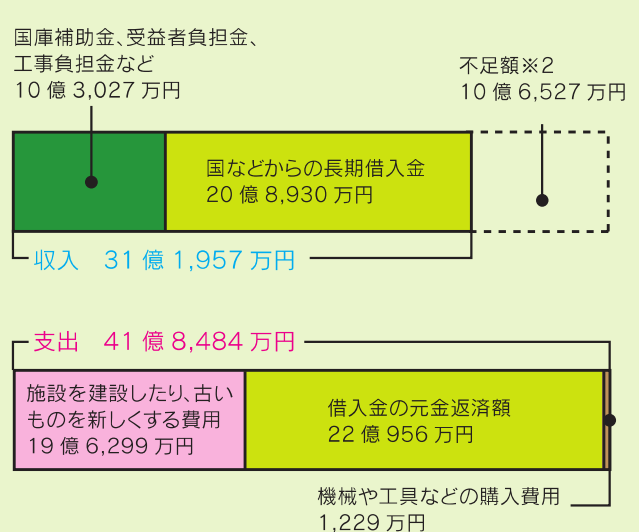 国庫補助金、受益者負担金、
工事負担金など
10 億 3,027 万円
不足額※2
10 億 6,527 万円
国などからの長期借入金
20 億 8,930 万円
収入 31 億 1,957 万円
支出 41 億 8,484 万円
施設を建設したり、古い
ものを新しくする費用
19 億 6,299 万円
借入金の元金返済額
22 億 956 万円
機械や工具などの購入費用
1,229 万円